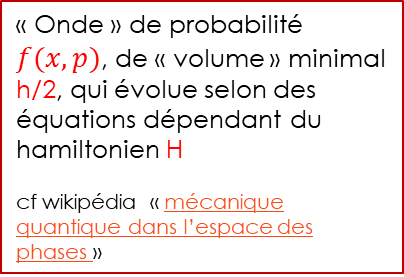 « Onde » de probabilité
f(x,p), de « volume » minimal
h/2, qui évolue selon des
équations dépendant du
hamiltonien H
cf wikipédia « mécanique
quantique dans l’espace des
phases »